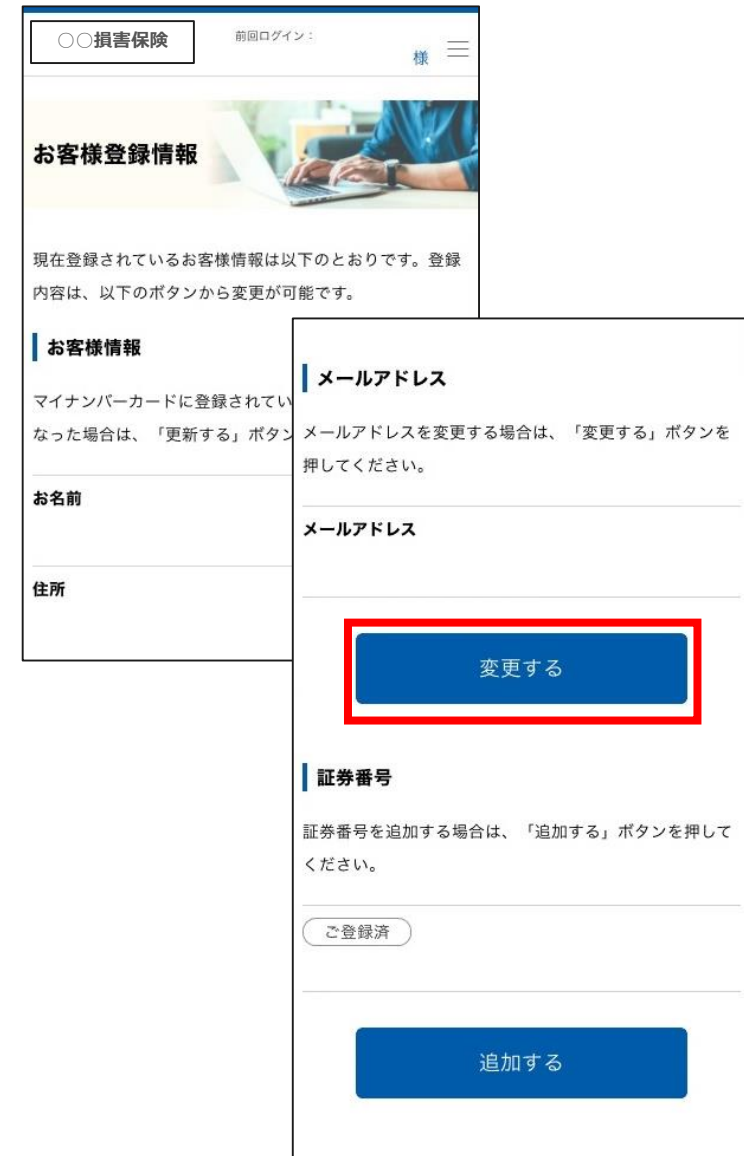 ○○損害保険
前回ログイン：
様
お客様登録情報
現在登録されているお客様情報は以下のとおりです。登録
内容は、以下のボタンから変更が可能です。
お客様情報
マイナンバーカードに登録されてい
なった場合は、「更新する」ボタン
お名前
住所
メールアドレス
メールアドレスを変更する場合は、「変更する」ボタンを
押してください。
メールアドレス
変更する
証券番号
証券番号を追加する場合は、「追加する」ボタンを押して
ください。
ご登録済
追加する